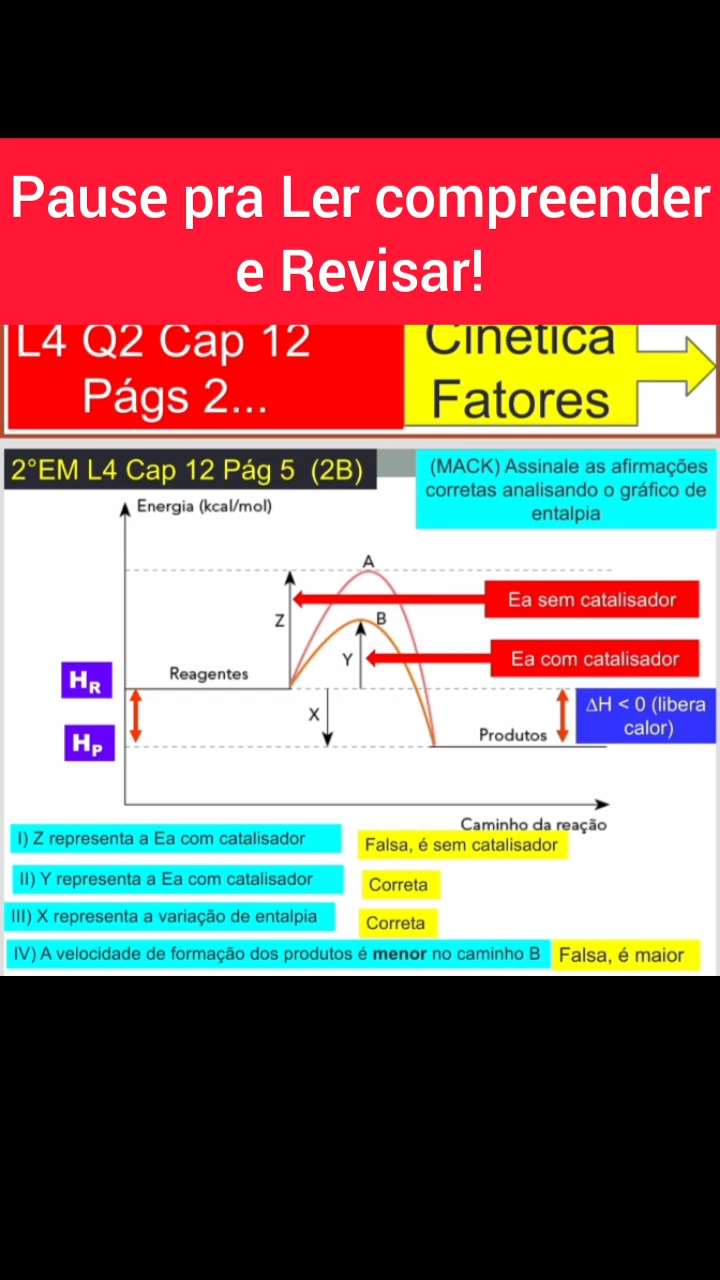 Pause pra Ler compreender
e Revisar!
L4 Q2 Cap 12
Págs 2...
Cinética
Fatores
2°EM L4 Cap 12 Pág 5 (2B)
(MACK) Assinale as afirmações
corretas analisando o gráfico de
entalpia
Energia (kcal/mol)
A
Ea sem catalisador
Z
B
Y
Ea com catalisador
HR
Reagentes
X
ΔH < 0 (libera
calor)
HP
Produtos
Caminho da reação
I) Z representa a Ea com catalisador
Falsa, é sem catalisador
II) Y representa a Ea com catalisador
Correta
III) X representa a variação de entalpia
Correta
IV) A velocidade de formação dos produtos é menor no caminho B
Falsa, é maior